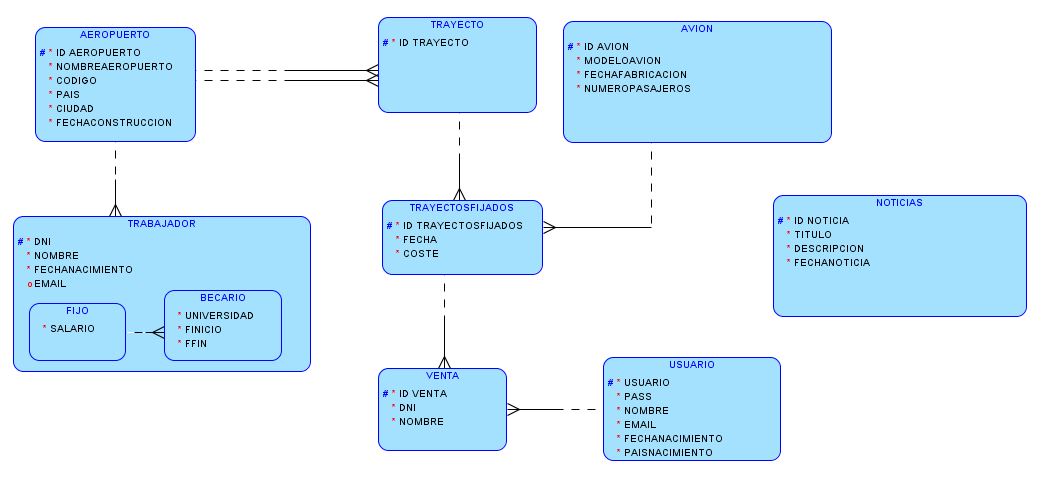 AEROPUERTO
# * ID AEROPUERTO
* NOMBREAEROPUERTO
* CODIGO
* PAIS
* CIUDAD
* FECHACONSTRUCCION
TRAYECTO
# * ID TRAYECTO
AVION
# * ID AVION
* MODELOAVION
* FECHAFABRICACION
* NUMEROPASAJEROS
TRABAJADOR
# * DNI
* NOMBRE
* FECHANACIMIENTO
o EMAIL
FIJO
* SALARIO
BECARIO
* UNIVERSIDAD
* FINICIO
* FFIN
TRAYECTOSFIJADOS
# * ID TRAYECTOSFIJADOS
* FECHA
* COSTE
NOTICIAS
# * ID NOTICIA
* TITULO
* DESCRIPCION
* FECHANOTICIA
VENTA
# * ID VENTA
* DNI
* NOMBRE
USUARIO
# * USUARIO
* PASS
* NOMBRE
* EMAIL
* FECHANACIMIENTO
* PAISNACIMIENTO